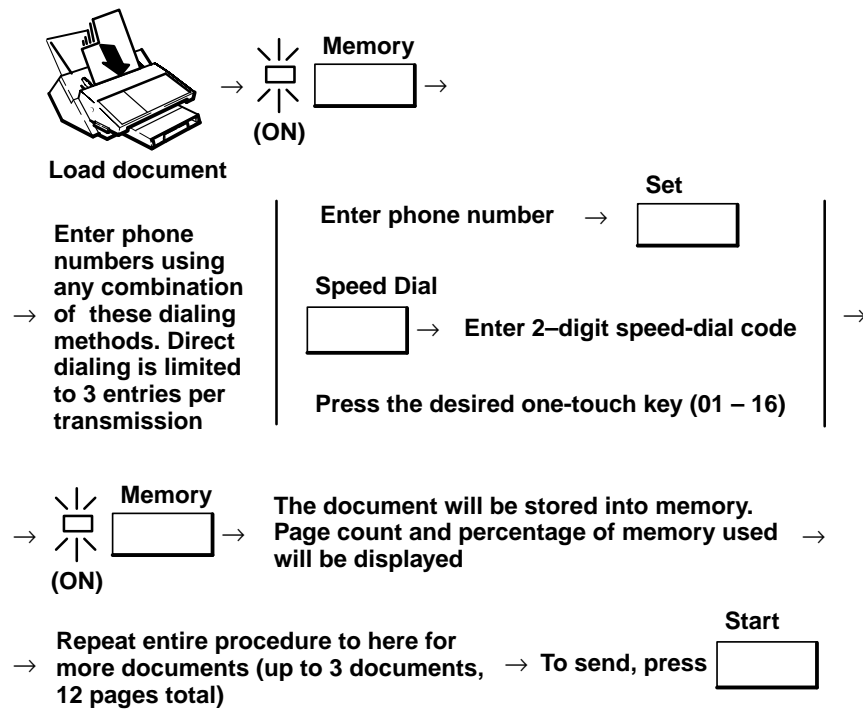 →
Memory
→
(ON)
Load document
→
Enter phone
numbers using
any combination
of these dialing
methods. Direct
dialing is limited
to 3 entries per
transmission
Enter phone number →
Set
Speed Dial
→ Enter 2–digit speed-dial code
Press the desired one-touch key (01 – 16)
→
→
Memory
→
(ON)
The document will be stored into memory.
Page count and percentage of memory used
will be displayed
→
→
Repeat entire procedure to here for
more documents (up to 3 documents,
12 pages total)
→ To send, press
Start